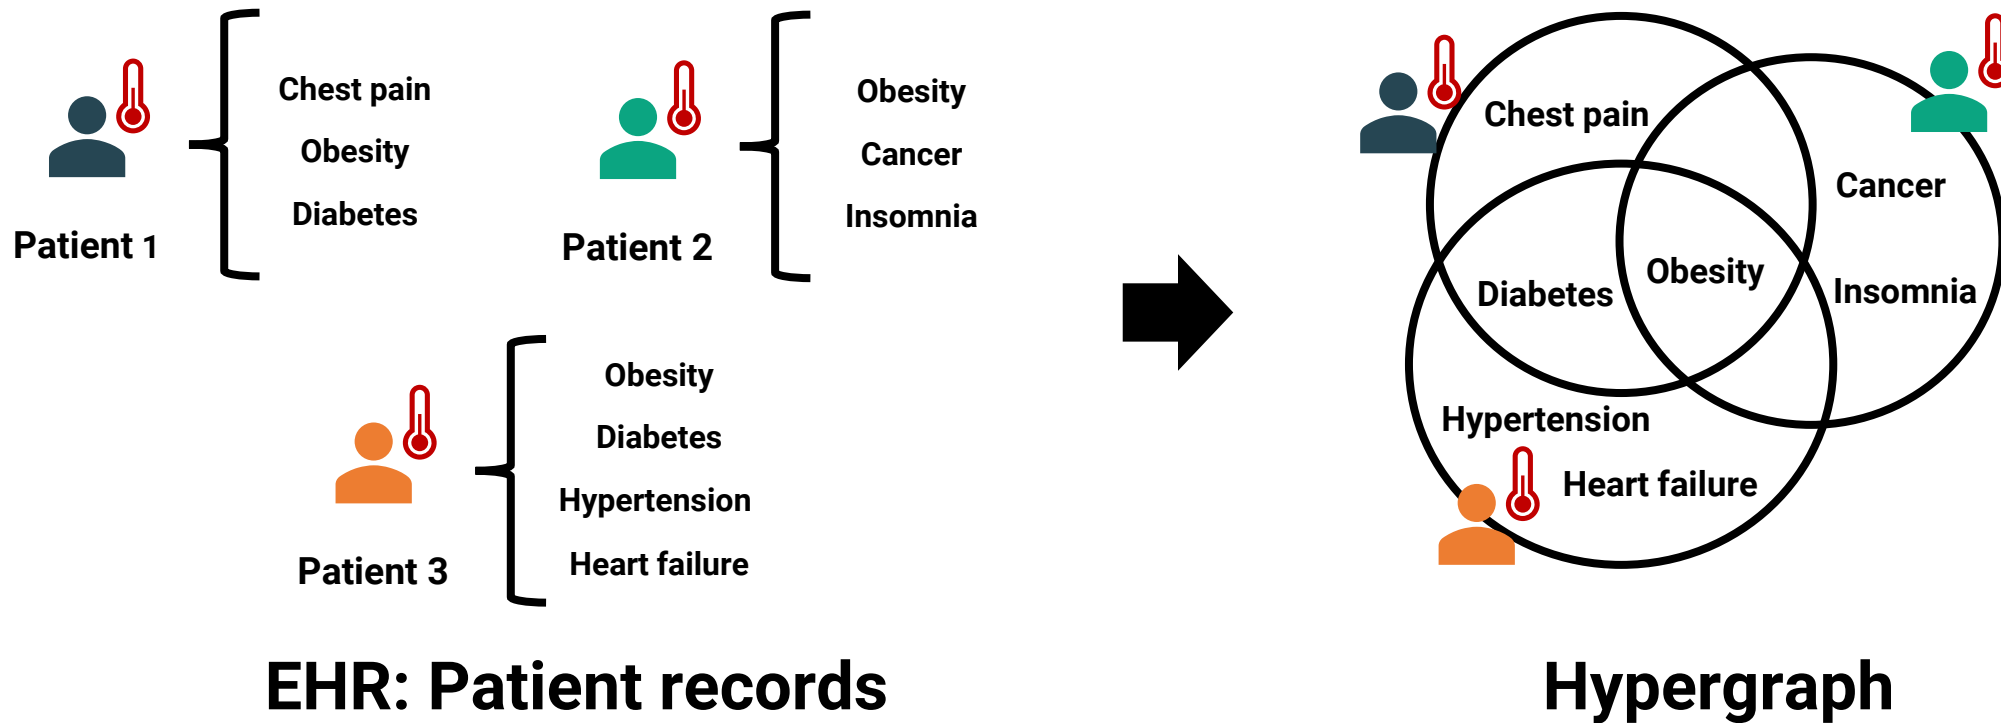 Chest pain
Obesity
Diabetes
Patient 1
Obesity
Cancer
Insomnia
Patient 2
Obesity
Diabetes
Hypertension
Heart failure
Patient 3
EHR: Patient records
Chest pain
Cancer
Obesity
Diabetes
Insomnia
Hypertension
Heart failure
Hypergraph